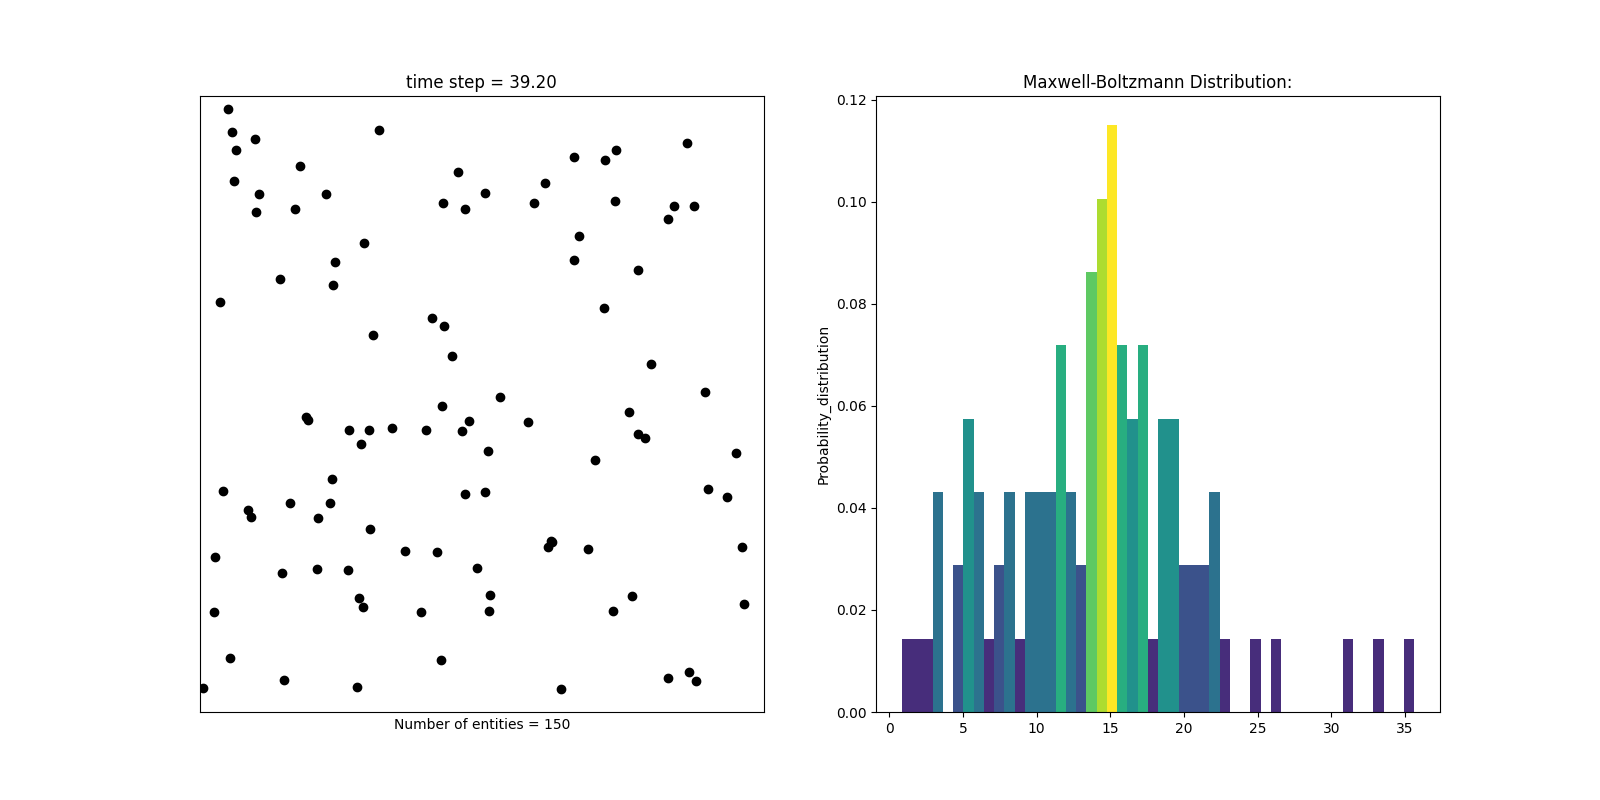 time step = 39.20
Number of entities = 150
Maxwell-Boltzmann Distribution:
Probability_distribution
0.12
0.10
0.08
0.06
0.04
0.02
0.00
0 5 10 15 20 25 30 35